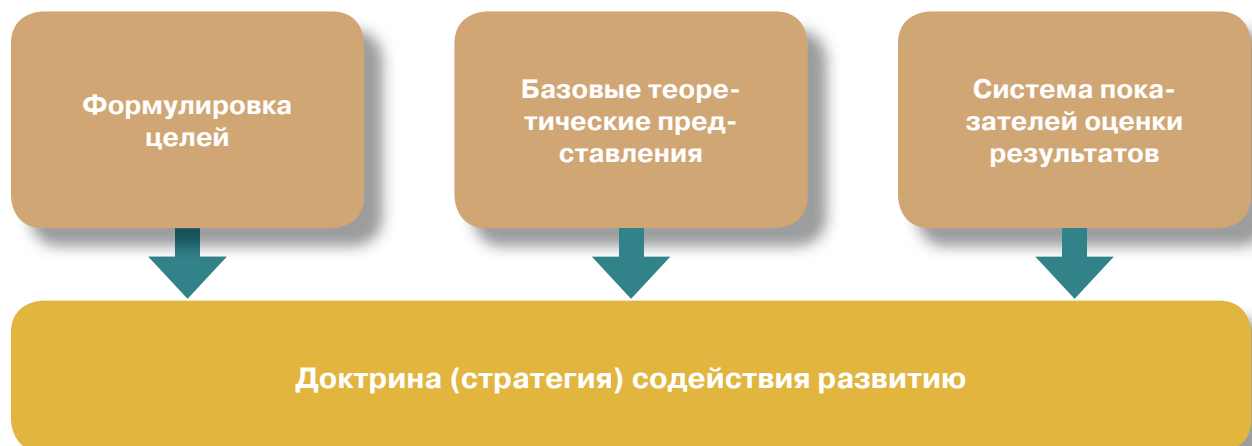 Формулировка
целей
Базовые теоре-
тические пред-
ставления
Система пока-
зателей оценки
результатов
Доктрина (стратегия) содействия развитию